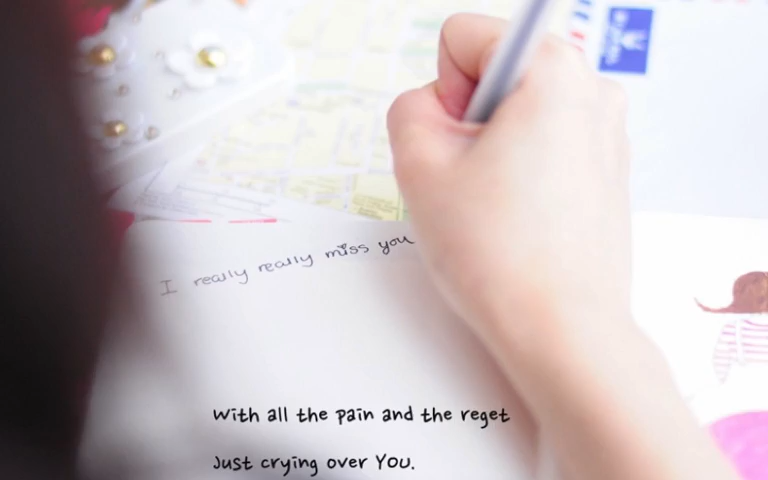 I really really miss you
with all the pain and the reget
Just crying over You.